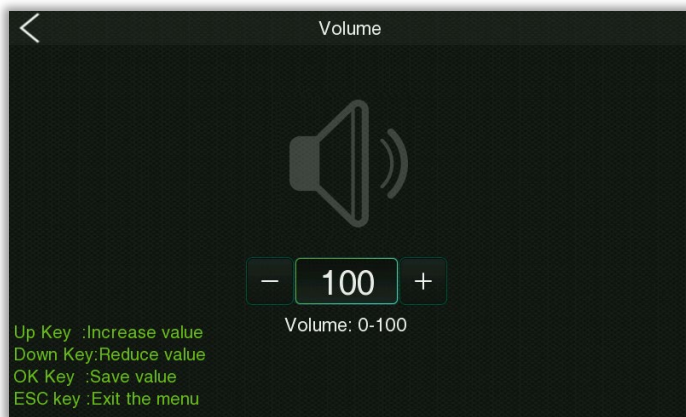 Volume
− 100 +
Volume: 0-100
Up Key :Increase value
Down Key:Reduce value
OK Key :Save value
ESC key :Exit the menu